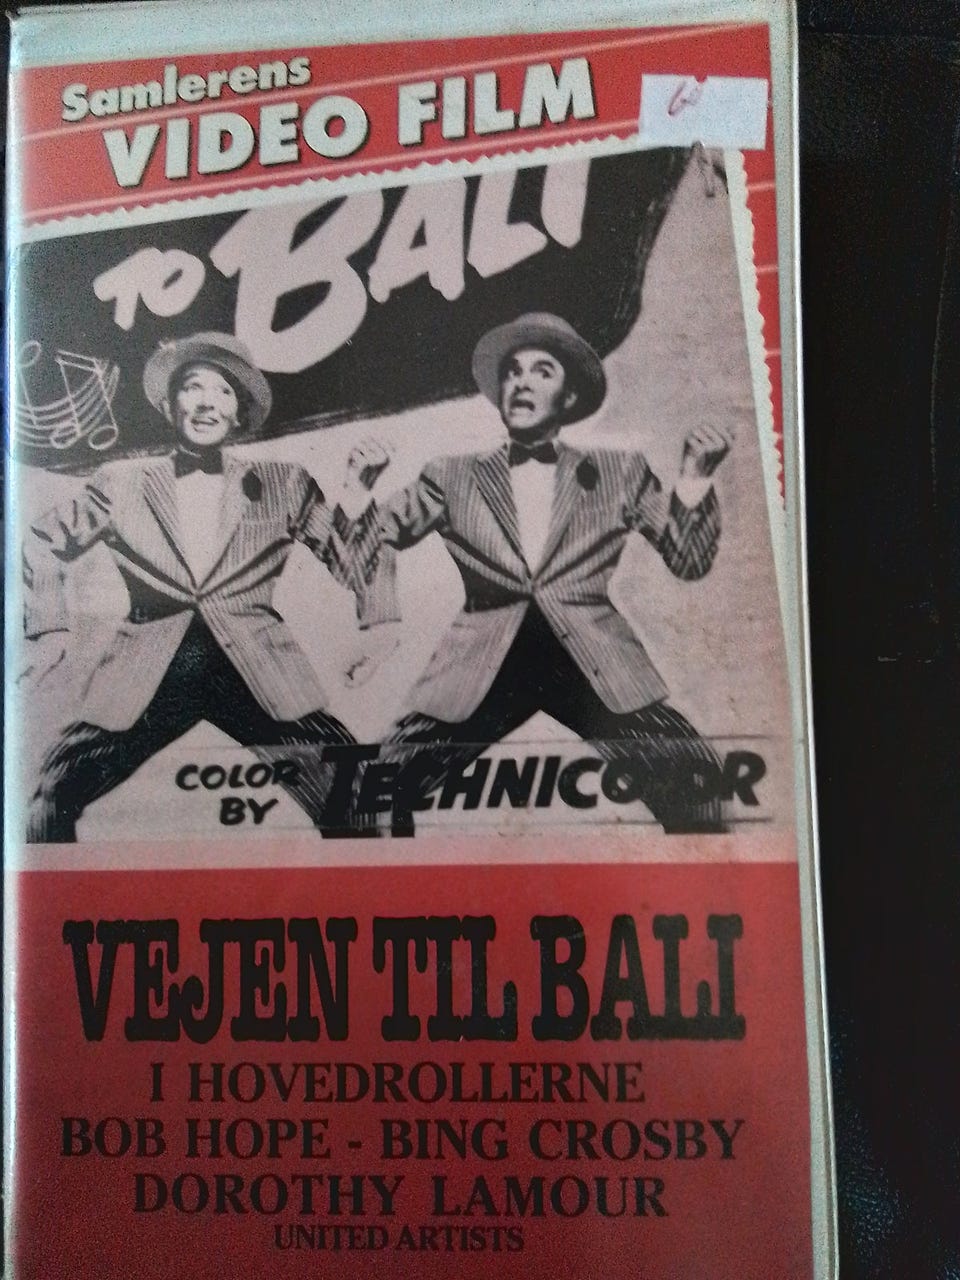 Samlerens
VIDEO FILM
TO BALI
COLOR
BY
TECHNICOLOR
VEJEN TIL BALI
I HOVEDROLLERNE
BOB HOPE - BING CROSBY
DOROTHY LAMOUR
UNITED ARTISTS